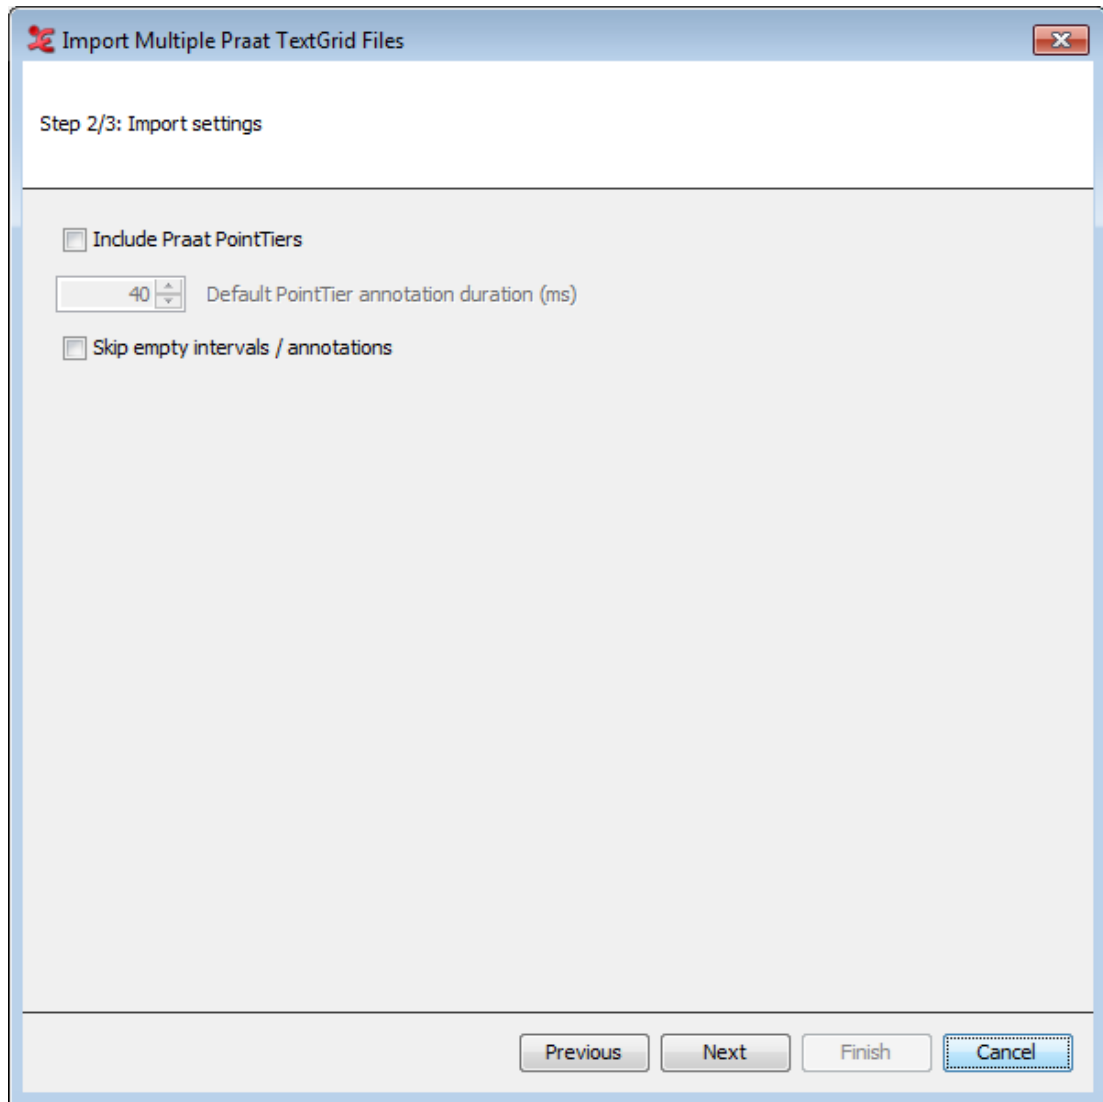 Import Multiple Praat TextGrid Files
Step 2/3: Import settings
Include Praat PointTiers
40 Default PointTier annotation duration (ms)
Skip empty intervals / annotations
Previous Next Finish Cancel